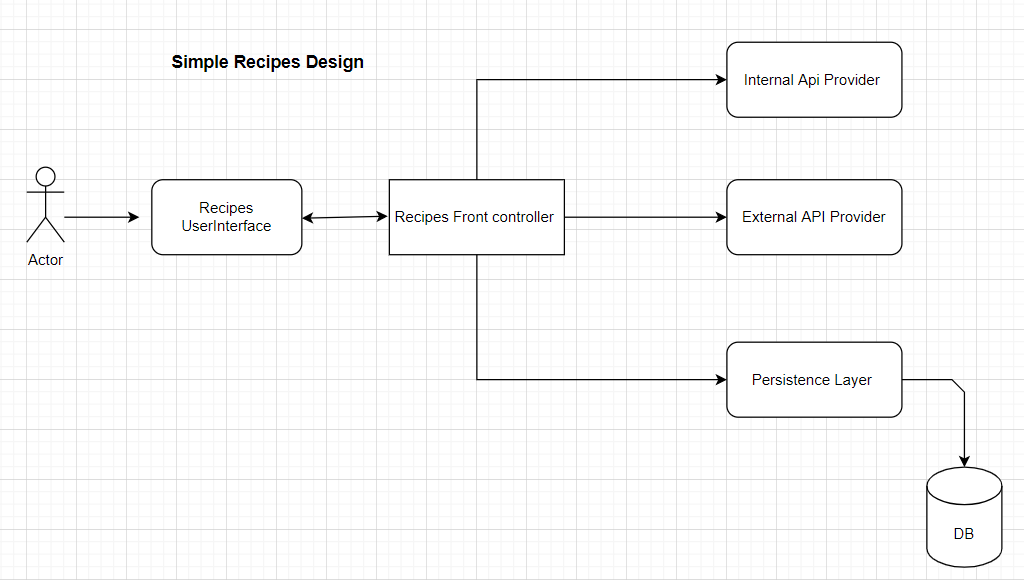 Simple Recipes Design
Internal Api Provider
Recipes
UserInterface
Recipes Front controller
External API Provider
Actor
Persistence Layer
DB